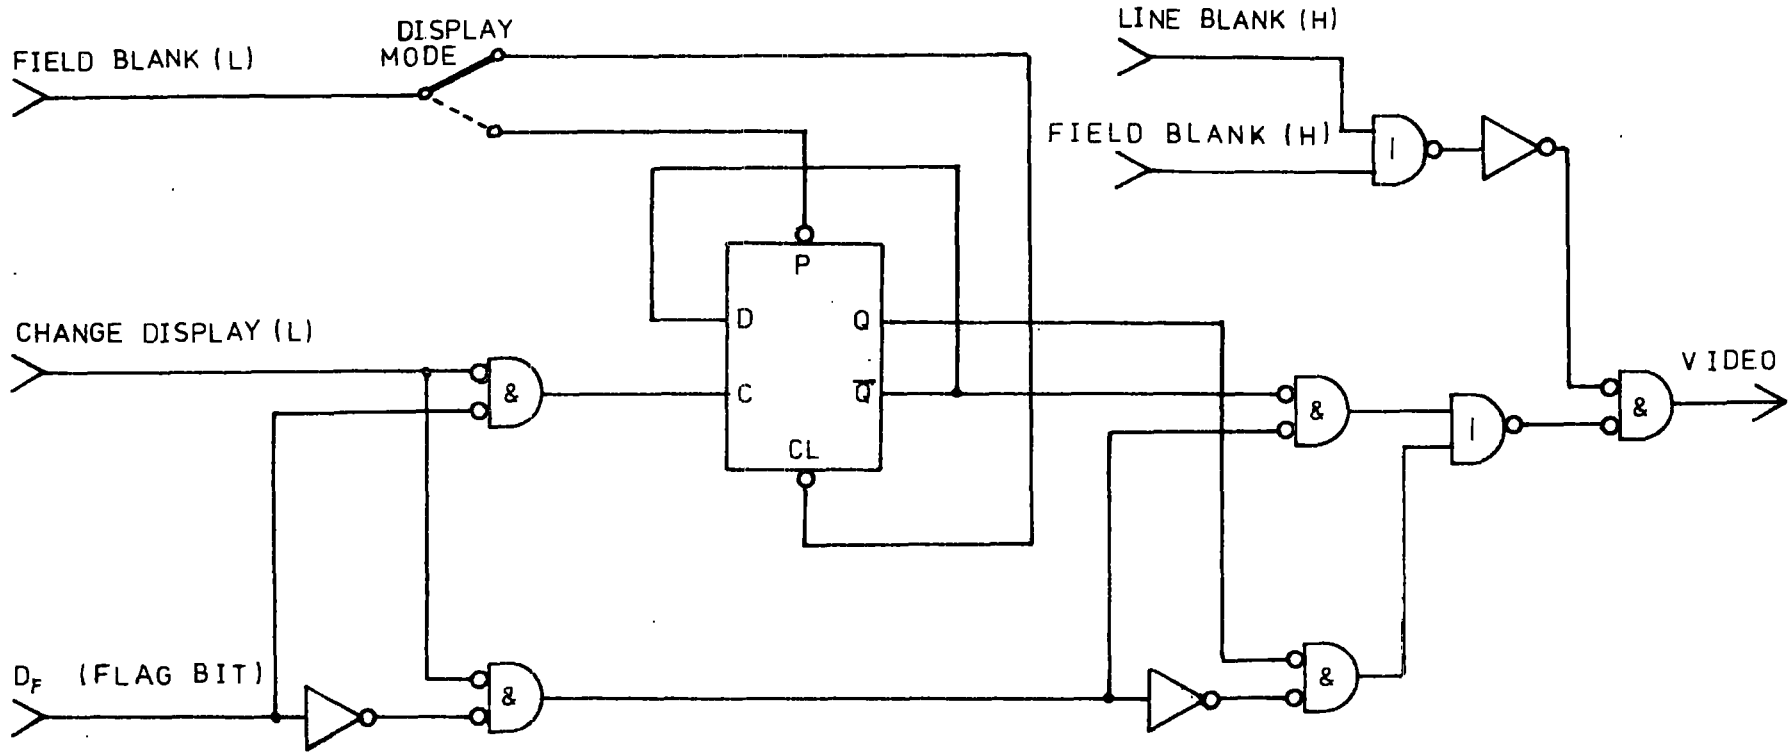 LINE BLANK (H)
DISPLAY
MODE
FIELD BLANK (L)
FIELD BLANK (H)
1
P
D
Q
CHANGE DISPLAY (L)
VIDEO
&
C
Q̅
&
&
1
CL
DF (FLAG BIT)
&
&